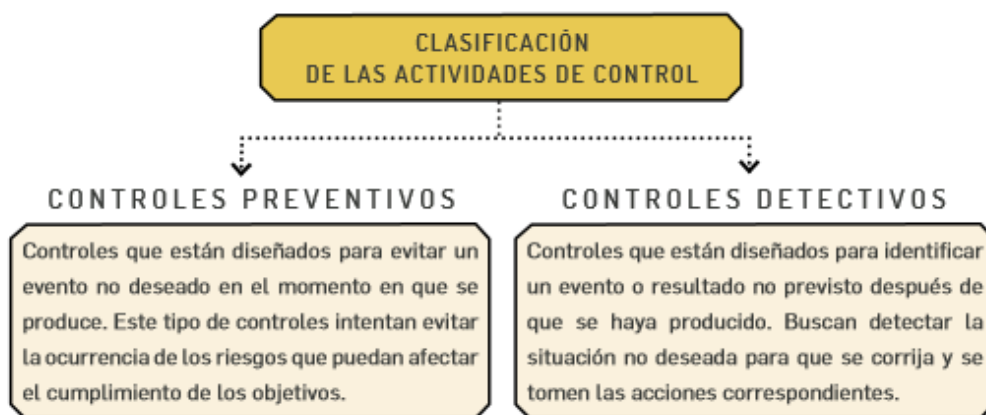 CLASIFICACIÓN
DE LAS ACTIVIDADES DE CONTROL
CONTROLES PREVENTIVOS
Controles que están diseñados para evitar un
evento no deseado en el momento en que se
produce. Este tipo de controles intentan evitar
la ocurrencia de los riesgos que puedan afectar
el cumplimiento de los objetivos.
CONTROLES DETECTIVOS
Controles que están diseñados para identificar
un evento o resultado no previsto después de
que se haya producido. Buscan detectar la
situación no deseada para que se corrija y se
tomen las acciones correspondientes.